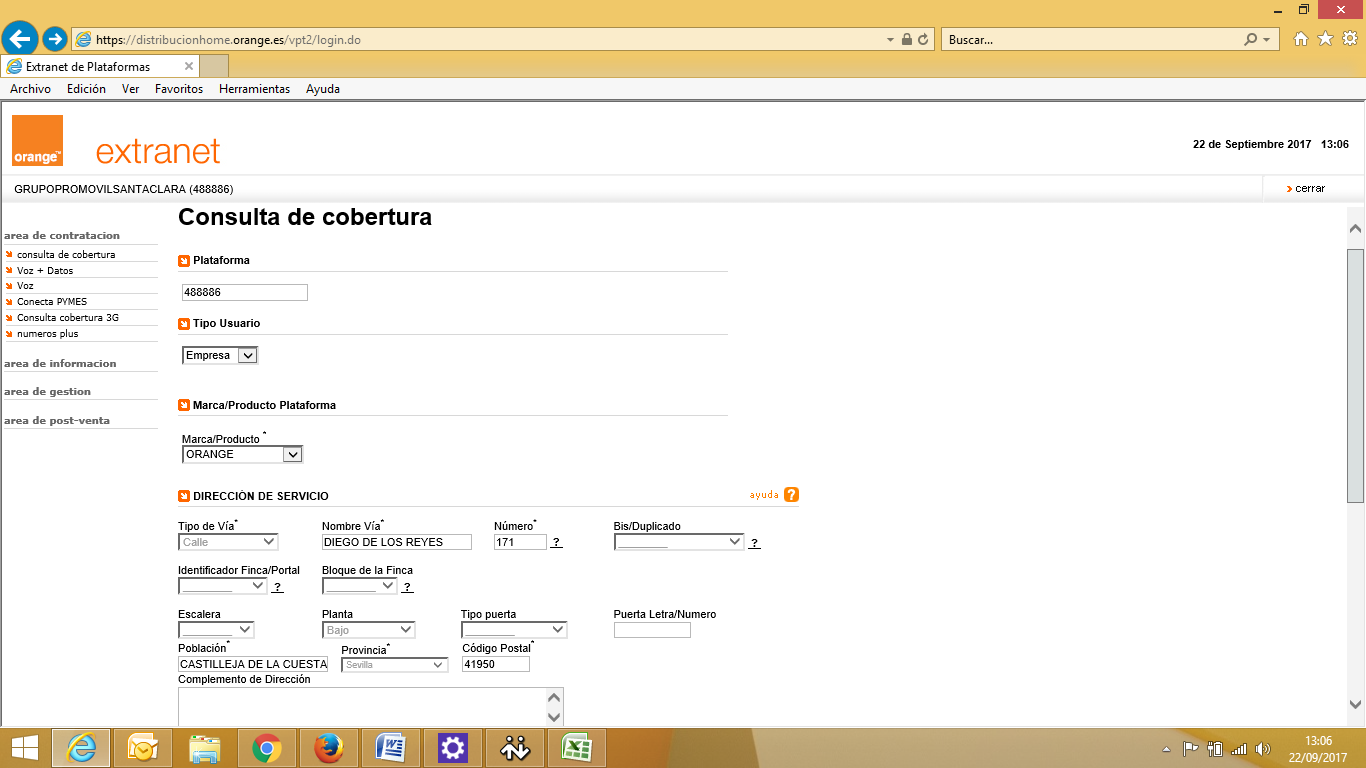 https://distribucionhome.orange.es/vpt2/login.do
Buscar...
Extranet de Plataformas
Archivo Edición Ver Favoritos Herramientas Ayuda
orange™
extranet
22 de Septiembre 2017 13:06
GRUPOPROMOVILSANTACLARA (488886)
cerrar
area de contratacion
consulta de cobertura
Voz + Datos
Voz
Conecta PYMES
Consulta cobertura 3G
numeros plus
area de informacion
area de gestion
area de post-venta
Consulta de cobertura
Plataforma
488886
Tipo Usuario
Empresa
Marca/Producto Plataforma
Marca/Producto *
ORANGE
DIRECCIÓN DE SERVICIO
ayuda ?
Tipo de Vía* Nombre Vía* Número* Bis/Duplicado
Calle DIEGO DE LOS REYES 171 ? ________ ?
Identificador Finca/Portal Bloque de la Finca
________ ? ________ ?
Escalera Planta Tipo puerta Puerta Letra/Numero
________ Bajo ________
Población* Provincia* Código Postal*
CASTILLEJA DE LA CUESTA Sevilla 41950
Complemento de Dirección
13:06
22/09/2017